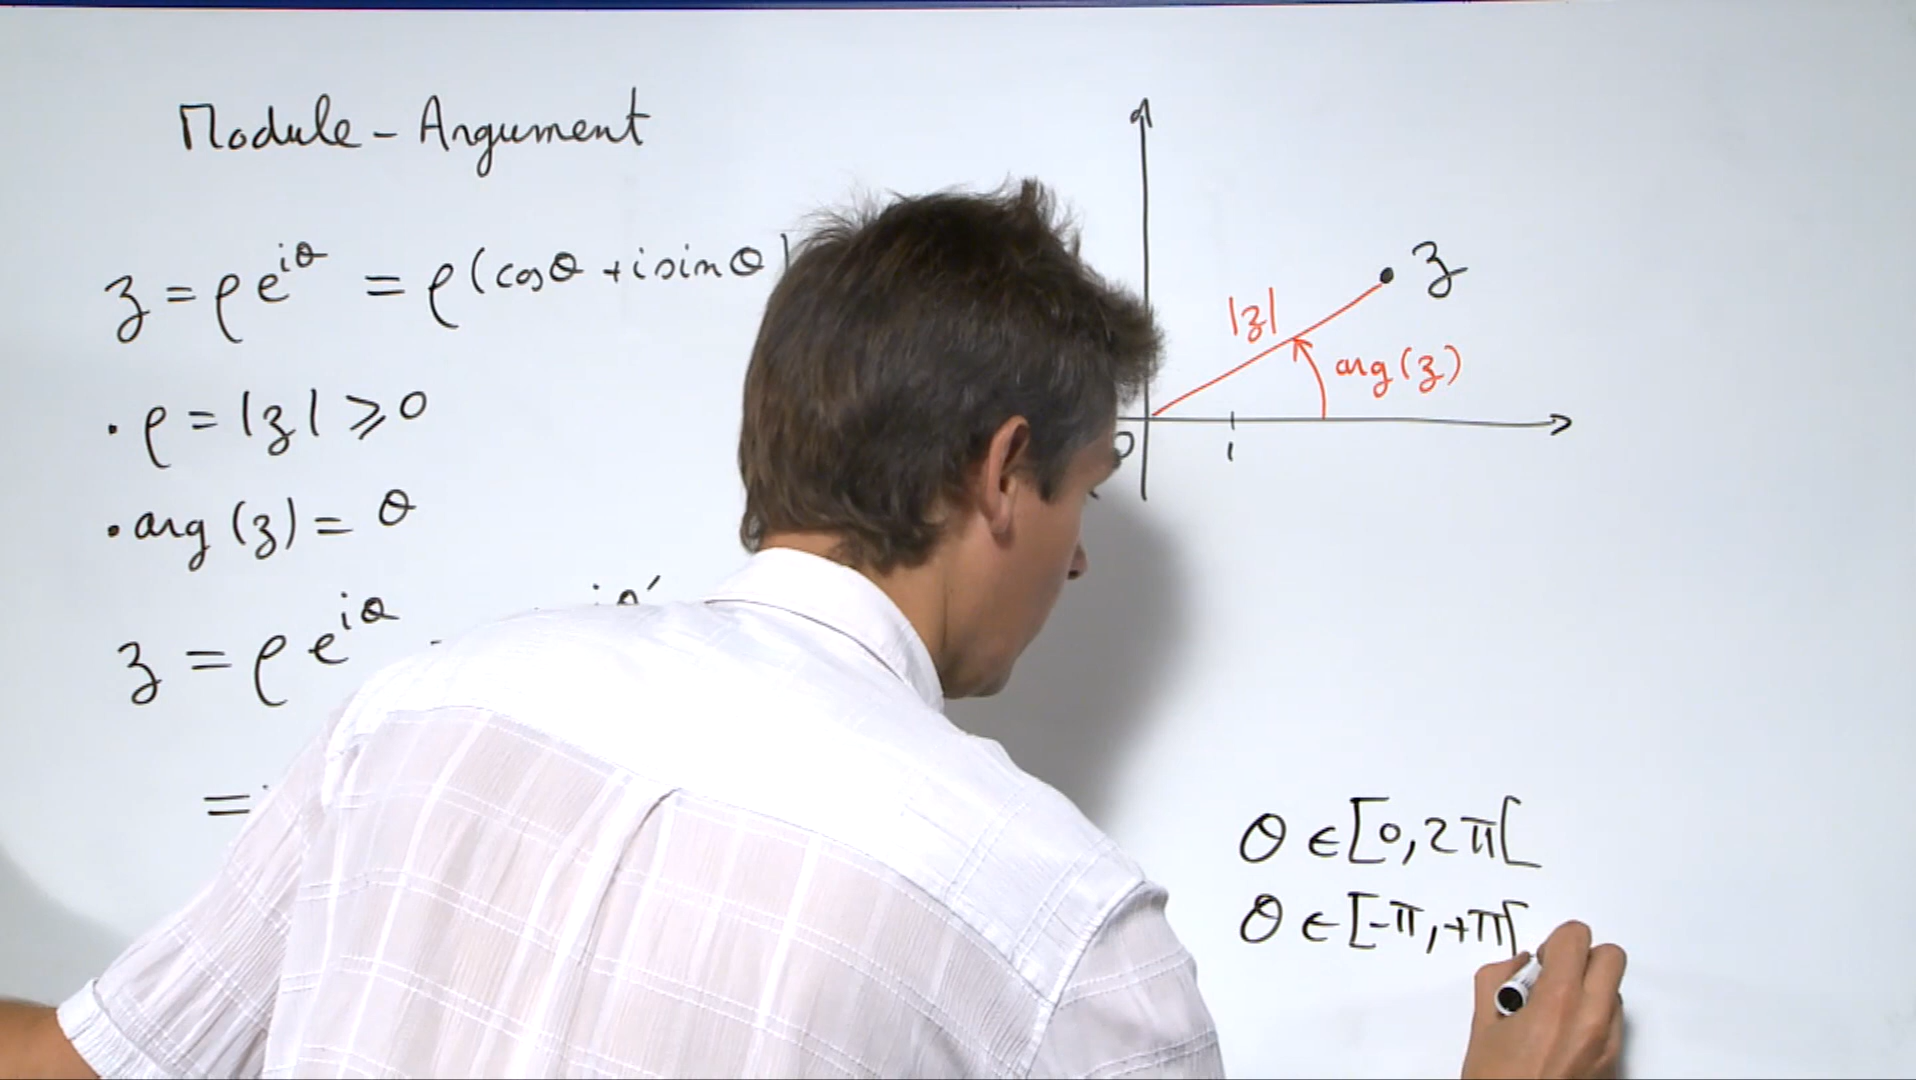 Module - Argument
z = ρe^{iθ} = ρ(cosθ + i sinθ)
• ρ = |z| ⩾ 0
• arg(z) = θ
z = ρe^{iθ}
=
z
|z|
arg(z)
0
1
θ ∈ [0, 2π[
θ ∈ [-π, +π[